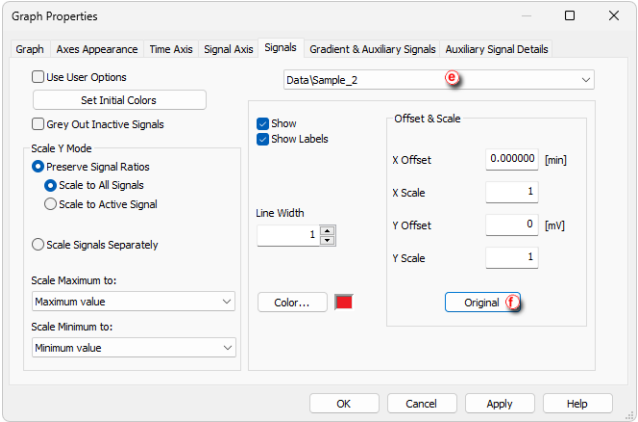 Graph Properties
Graph Axes Appearance Time Axis Signal Axis Signals Gradient & Auxiliary Signals Auxiliary Signal Details
Use User Options
Data\Sample_2 e
Set Initial Colors
Grey Out Inactive Signals
Scale Y Mode
Preserve Signal Ratios
Scale to All Signals
Scale to Active Signal
Scale Signals Separately
Scale Maximum to:
Maximum value
Scale Minimum to:
Minimum value
Show
Show Labels
Line Width
1
Color...
Offset & Scale
X Offset 0.000000 [min]
X Scale 1
Y Offset 0 [mV]
Y Scale 1
Original f
OK Cancel Apply Help